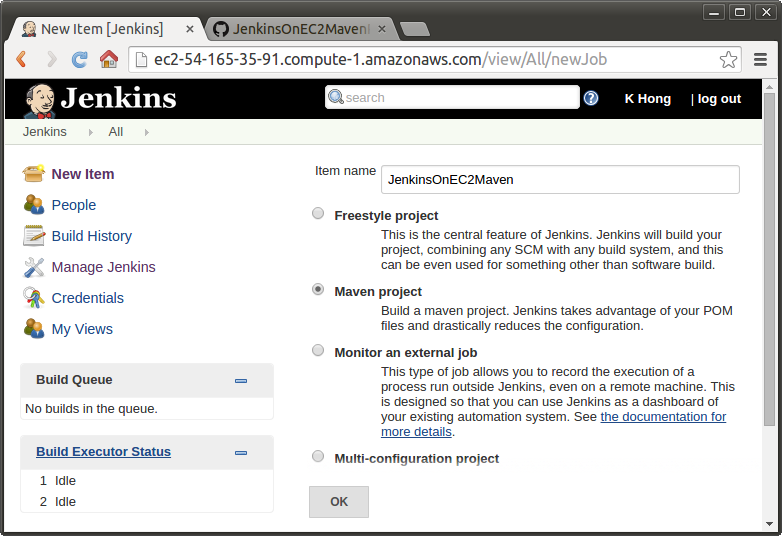 New Item [Jenkins]
JenkinsOnEC2Maven
ec2-54-165-35-91.compute-1.amazonaws.com/view/All/newJob
Jenkins
search
K Hong
| log out
Jenkins
All
New Item
People
Build History
Manage Jenkins
Credentials
My Views
Build Queue
No builds in the queue.
Build Executor Status
1 Idle
2 Idle
Item name
JenkinsOnEC2Maven
Freestyle project
This is the central feature of Jenkins. Jenkins will build your
project, combining any SCM with any build system, and this
can be even used for something other than software build.
Maven project
Build a maven project. Jenkins takes advantage of your POM
files and drastically reduces the configuration.
Monitor an external job
This type of job allows you to record the execution of a
process run outside Jenkins, even on a remote machine. This
is designed so that you can use Jenkins as a dashboard of
your existing automation system. See the documentation for
more details.
Multi-configuration project
OK